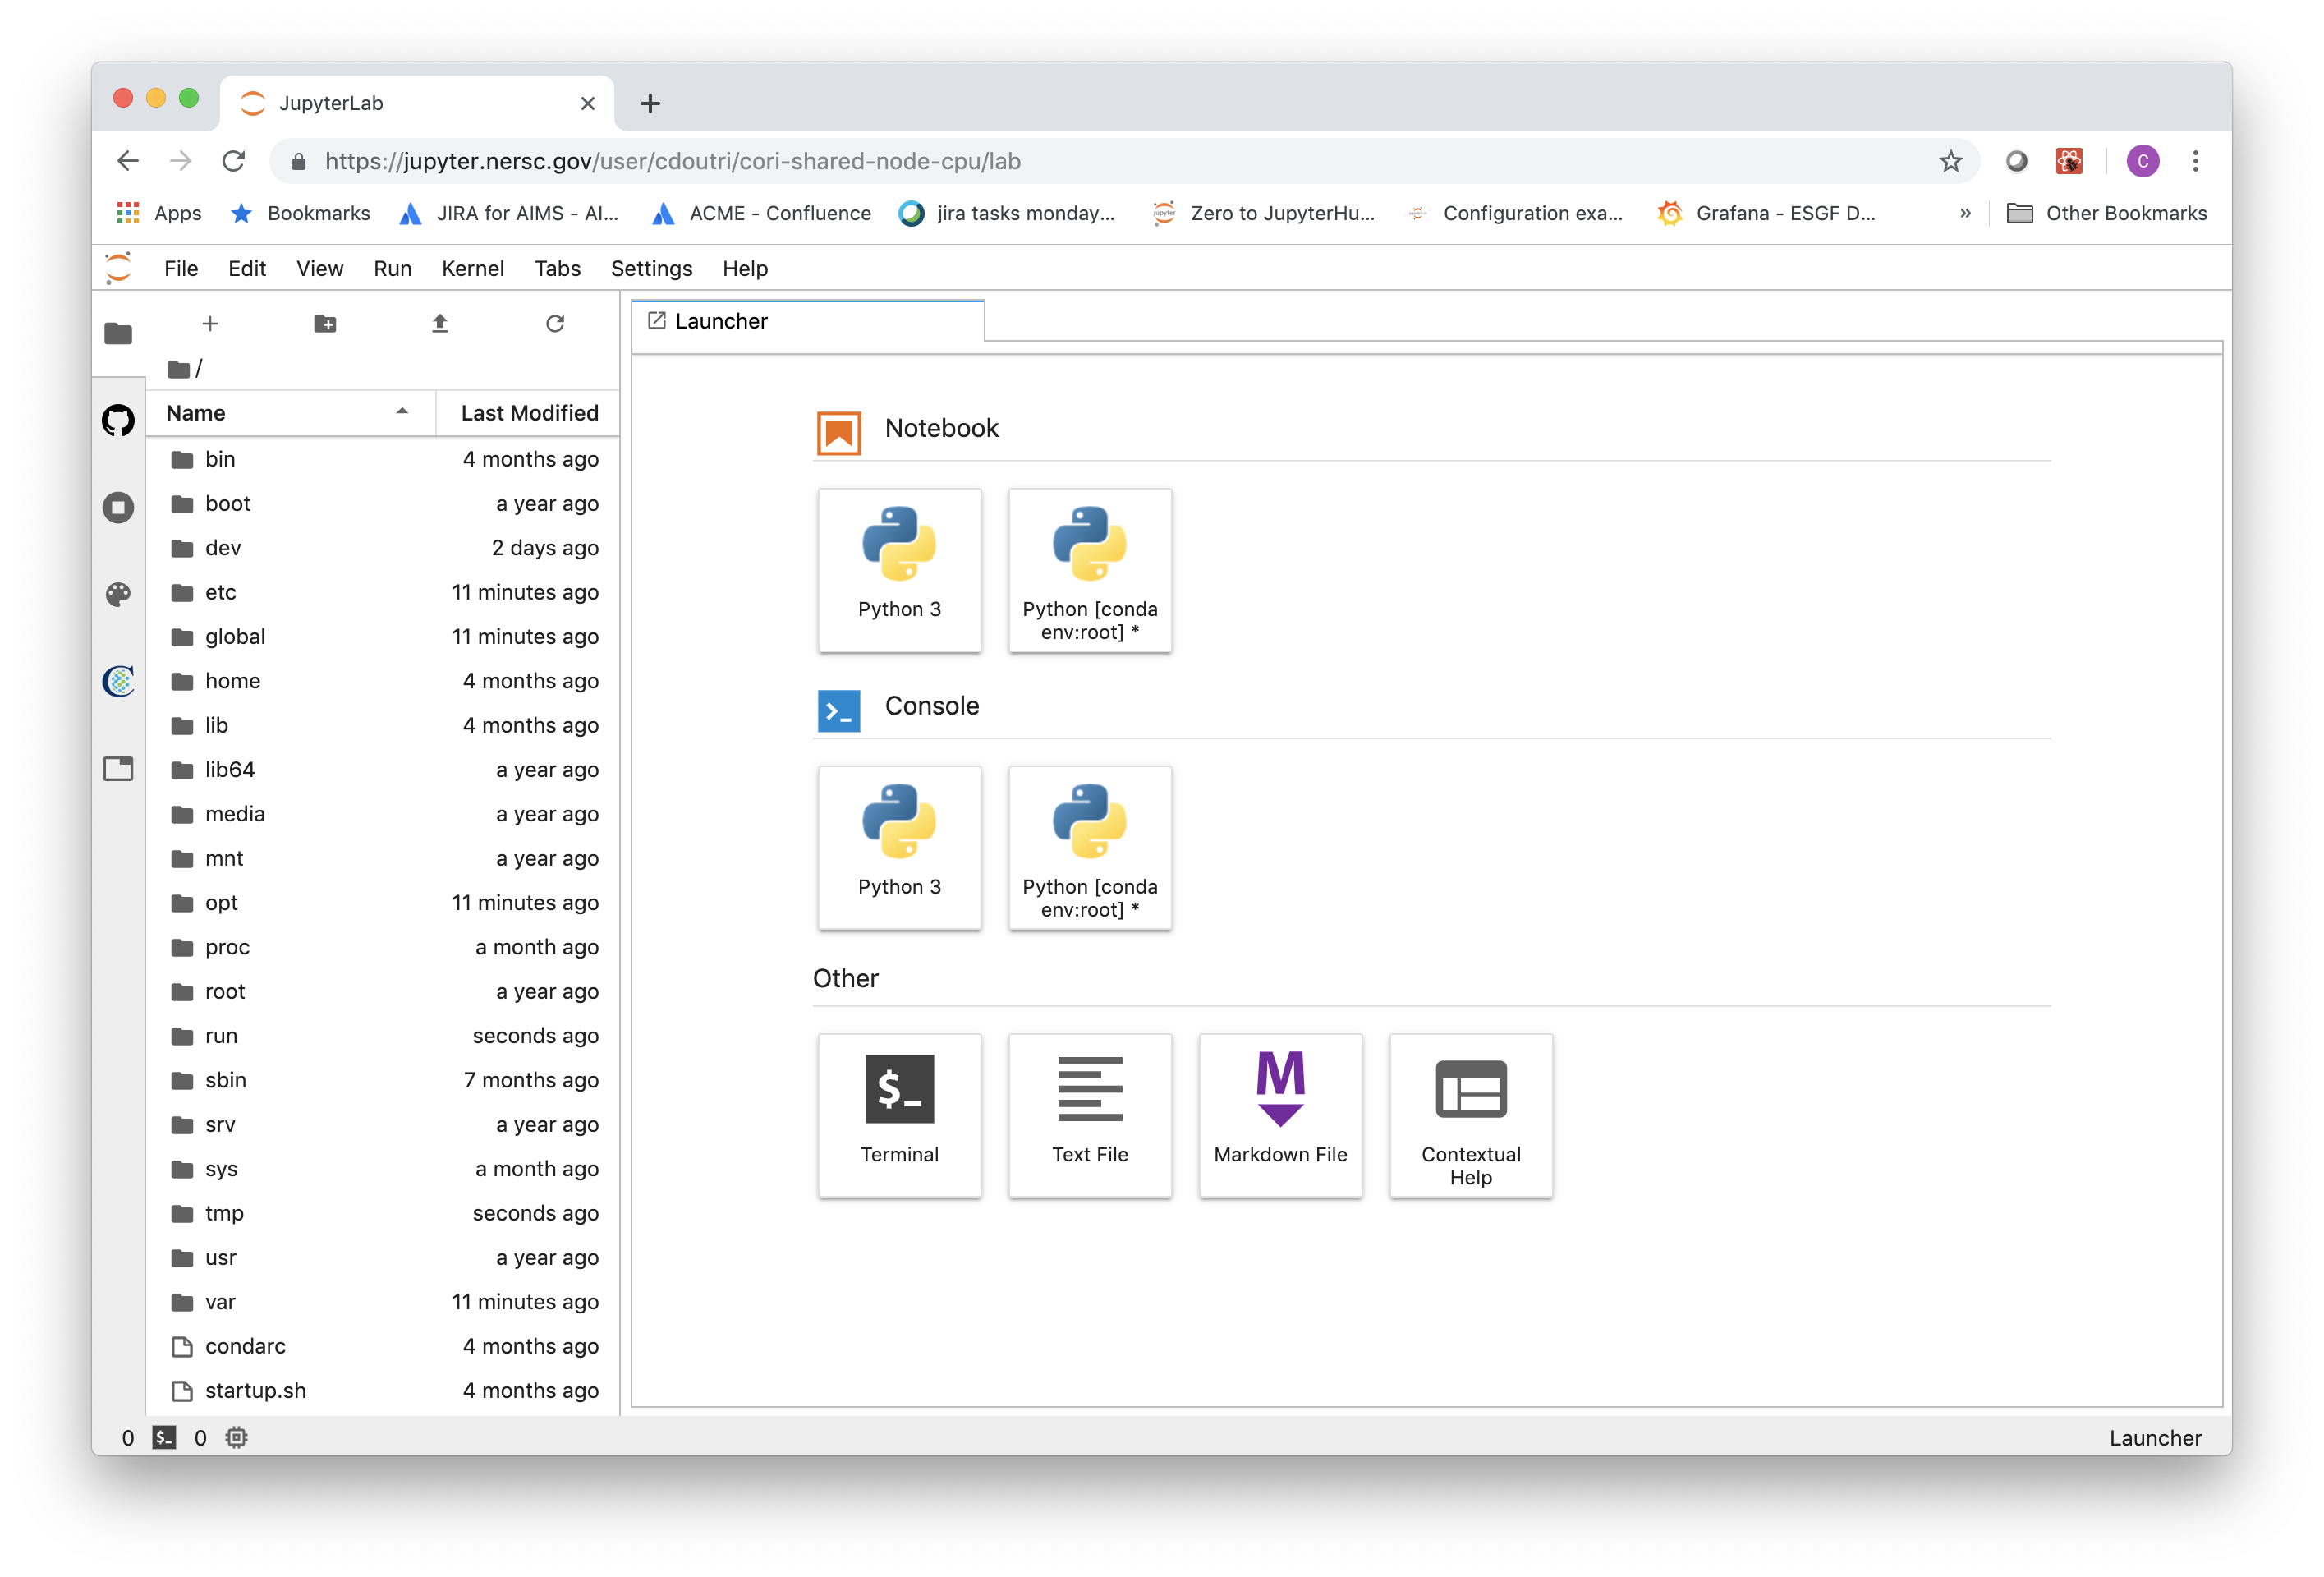 JupyterLab
https://jupyter.nersc.gov/user/cdoutri/cori-shared-node-cpu/lab
C
Apps
Bookmarks
JIRA for AIMS - Al...
ACME - Confluence
jira tasks monday...
Zero to JupyterHu...
Configuration exa...
Grafana - ESGF D...
»
Other Bookmarks
File Edit View Run Kernel Tabs Settings Help
/
Name Last Modified
bin 4 months ago
boot a year ago
dev 2 days ago
etc 11 minutes ago
global 11 minutes ago
home 4 months ago
lib 4 months ago
lib64 a year ago
media a year ago
mnt a year ago
opt 11 minutes ago
proc a month ago
root a year ago
run seconds ago
sbin 7 months ago
srv a year ago
sys a month ago
tmp seconds ago
usr a year ago
var 11 minutes ago
condarc 4 months ago
startup.sh 4 months ago
Launcher
Notebook
Python 3
Python [conda
env:root] *
Console
Python 3
Python [conda
env:root] *
Other
$_
Terminal
Text File
M
Markdown File
Contextual
Help
0 $_ 0
Launcher